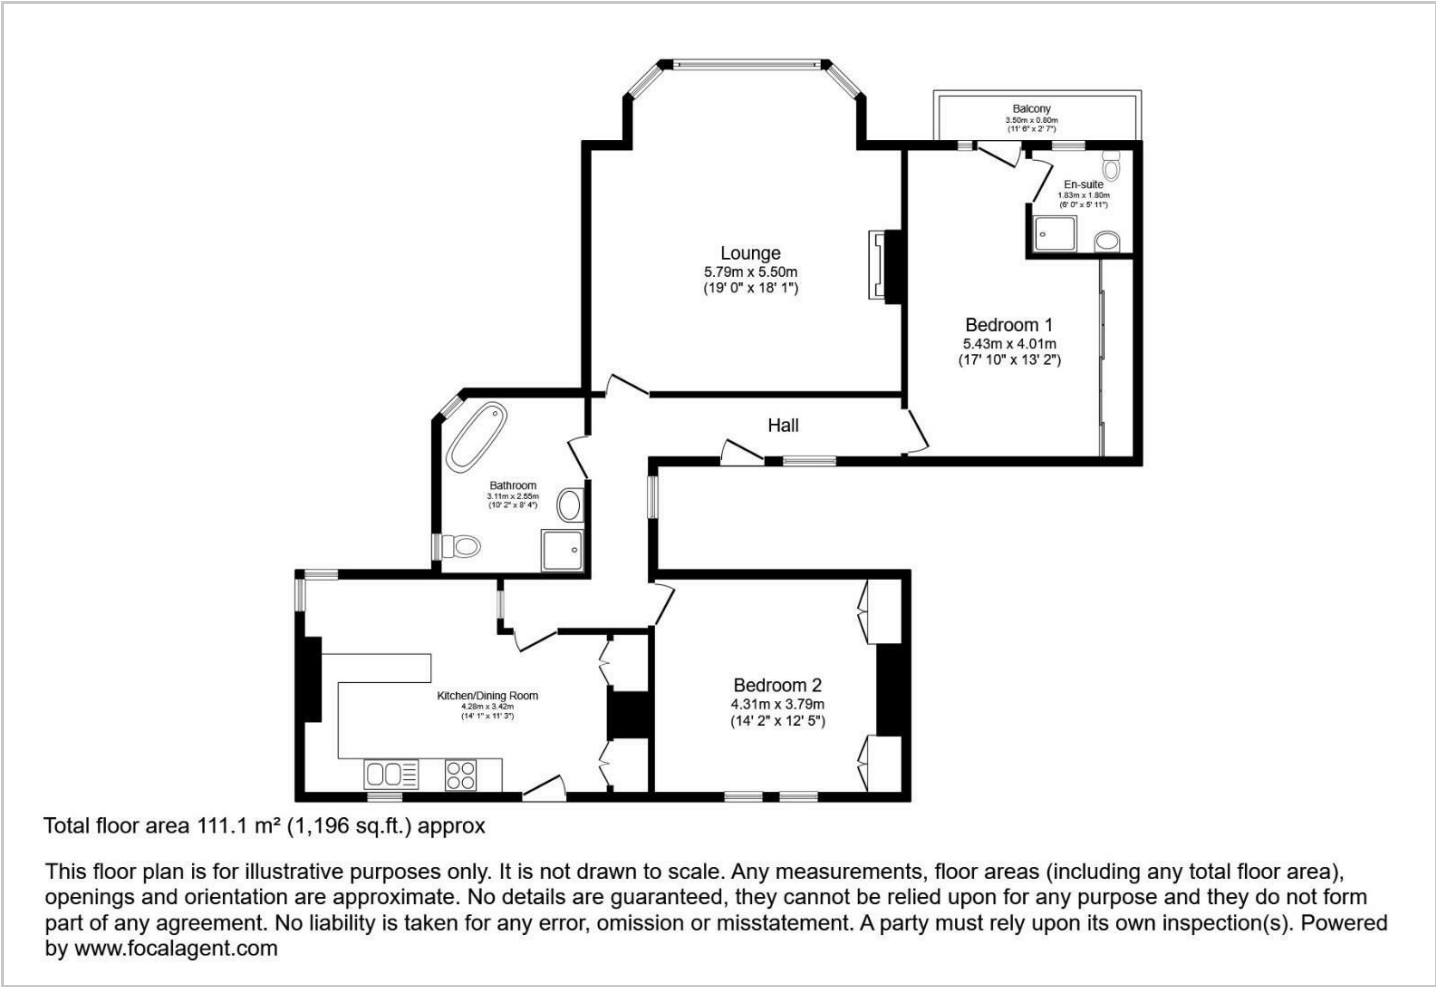 Balcony
3.50m x 0.80m
(11' 6" x 2' 7")
En-suite
1.83m x 1.80m
(6' 0" x 5' 11")
Lounge
5.79m x 5.50m
(19' 0" x 18' 1")
Bedroom 1
5.43m x 4.01m
(17' 10" x 13' 2")
Hall
Bathroom
3.11m x 2.55m
(10' 2" x 8' 4")
Kitchen/Dining Room
4.28m x 3.42m
(14' 1" x 11' 3")
Bedroom 2
4.31m x 3.79m
(14' 2" x 12' 5")
Total floor area 111.1 m² (1,196 sq.ft.) approx
This floor plan is for illustrative purposes only. It is not drawn to scale. Any measurements, floor areas (including any total floor area),
openings and orientation are approximate. No details are guaranteed, they cannot be relied upon for any purpose and they do not form
part of any agreement. No liability is taken for any error, omission or misstatement. A party must rely upon its own inspection(s). Powered
by www.focalagent.com